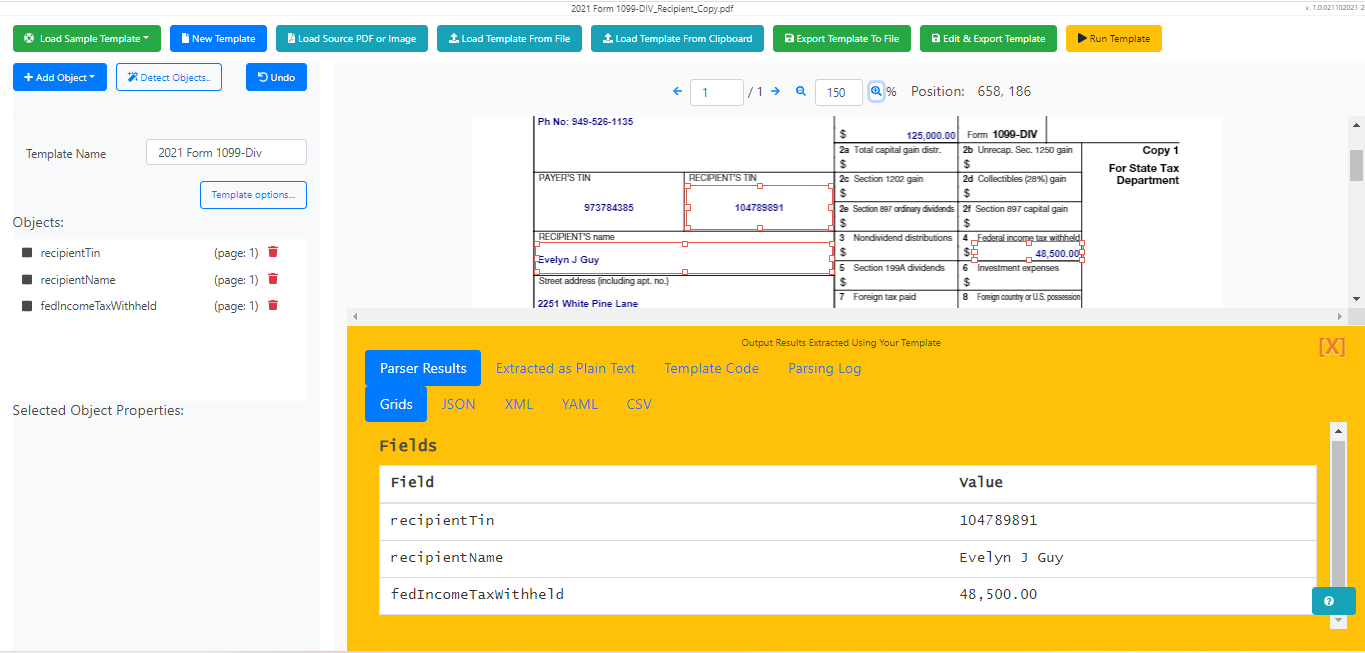 2021 Form 1099-DIV_Recipient_Copy.pdf
v. 1.0.021102021-2
Load Sample Template
New Template
Load Source PDF or Image
Load Template From File
Load Template From Clipboard
Export Template To File
Edit & Export Template
Run Template
Add Object
Detect Objects..
Undo
1 / 1 150 % Position: 658, 186
Template Name 2021 Form 1099-Div
Template options...
Objects:
recipientTin (page: 1)
recipientName (page: 1)
fedIncomeTaxWithheld (page: 1)
Selected Object Properties:
Ph No: 949-526-1135
$ 125,000.00 Form 1099-DIV
2a Total capital gain distr. 2b Unrecap. Sec. 1250 gain Copy 1
$ $
For State Tax
Department
PAYER'S TIN RECIPIENT'S TIN 2c Section 1202 gain 2d Collectibles (28%) gain
$ $
973784385 104789891 2e Section 897 ordinary dividends 2f Section 897 capital gain
$ $
RECIPIENT'S name 3 Nondividend distributions 4 Federal income tax withheld
Evelyn J Guy $ $ 48,500.00
5 Section 199A dividends 6 Investment expenses
Street address (including apt. no.) $ $
2251 White Pine Lane 7 Foreign tax paid 8 Foreign country or U.S. possession
Output Results Extracted Using Your Template
[X]
Parser Results Extracted as Plain Text Template Code Parsing Log
Grids JSON XML YAML CSV
Fields
Field Value
recipientTin 104789891
recipientName Evelyn J Guy
fedIncomeTaxWithheld 48,500.00